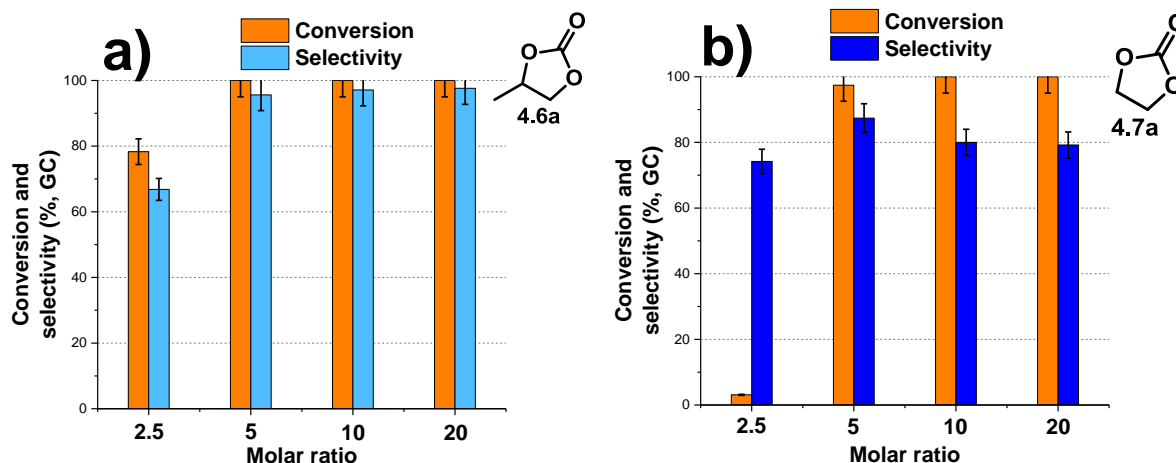 a)
Conversion
Selectivity
O
O
O
4.6a
Conversion and
selectivity (%, GC)
100
80
60
40
20
0
2.5
5
10
20
Molar ratio
b)
Conversion
Selectivity
O
O
O
4.7a
Conversion and
selectivity (%, GC)
100
80
60
40
20
0
2.5
5
10
20
Molar ratio